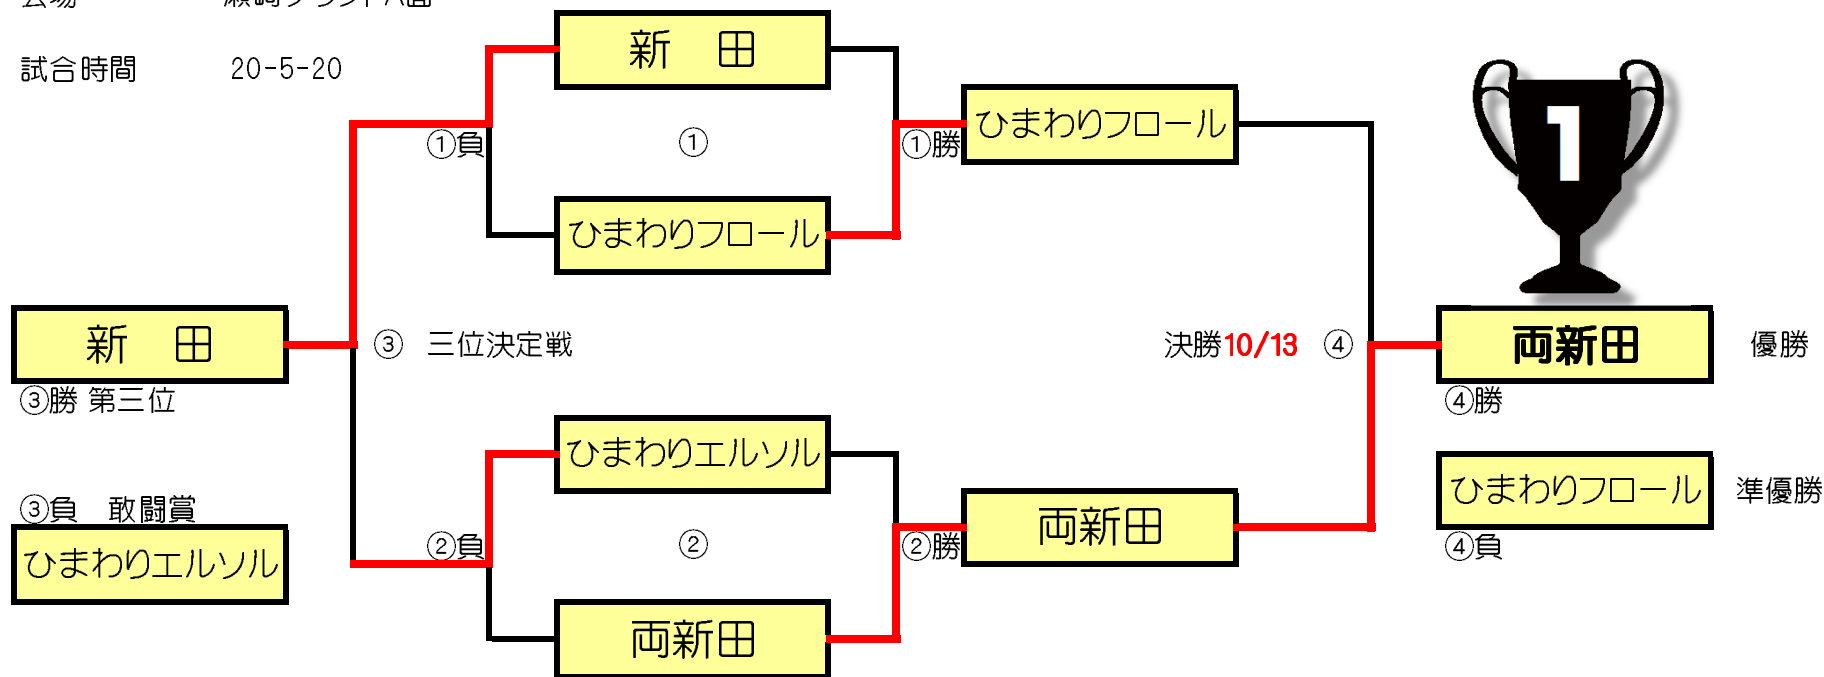 試合時間 20-5-20
新 田
①負
①
①勝
ひまわりフロール
1
ひまわりフロール
新 田
③ 三位決定戦
決勝10/13 ④
両新田
優勝
③勝 第三位
④勝
ひまわりエルソル
ひまわりフロール
準優勝
③負 敢闘賞
②負
②
②勝
両新田
④負
ひまわりエルソル
両新田